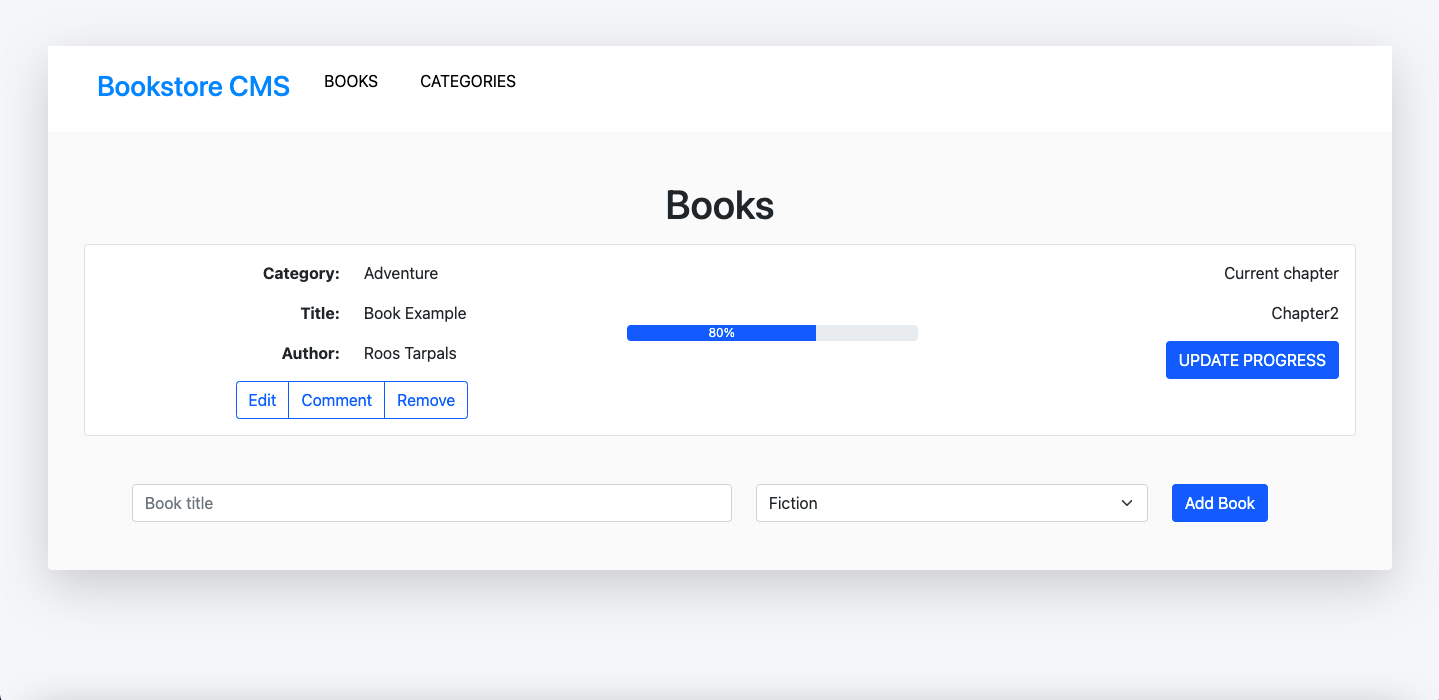 Bookstore CMS BOOKS CATEGORIES
Books
Category: Adventure
Title: Book Example
Author: Roos Tarpals
Edit Comment Remove
80%
Current chapter
Chapter2
UPDATE PROGRESS
Book title Fiction Add Book